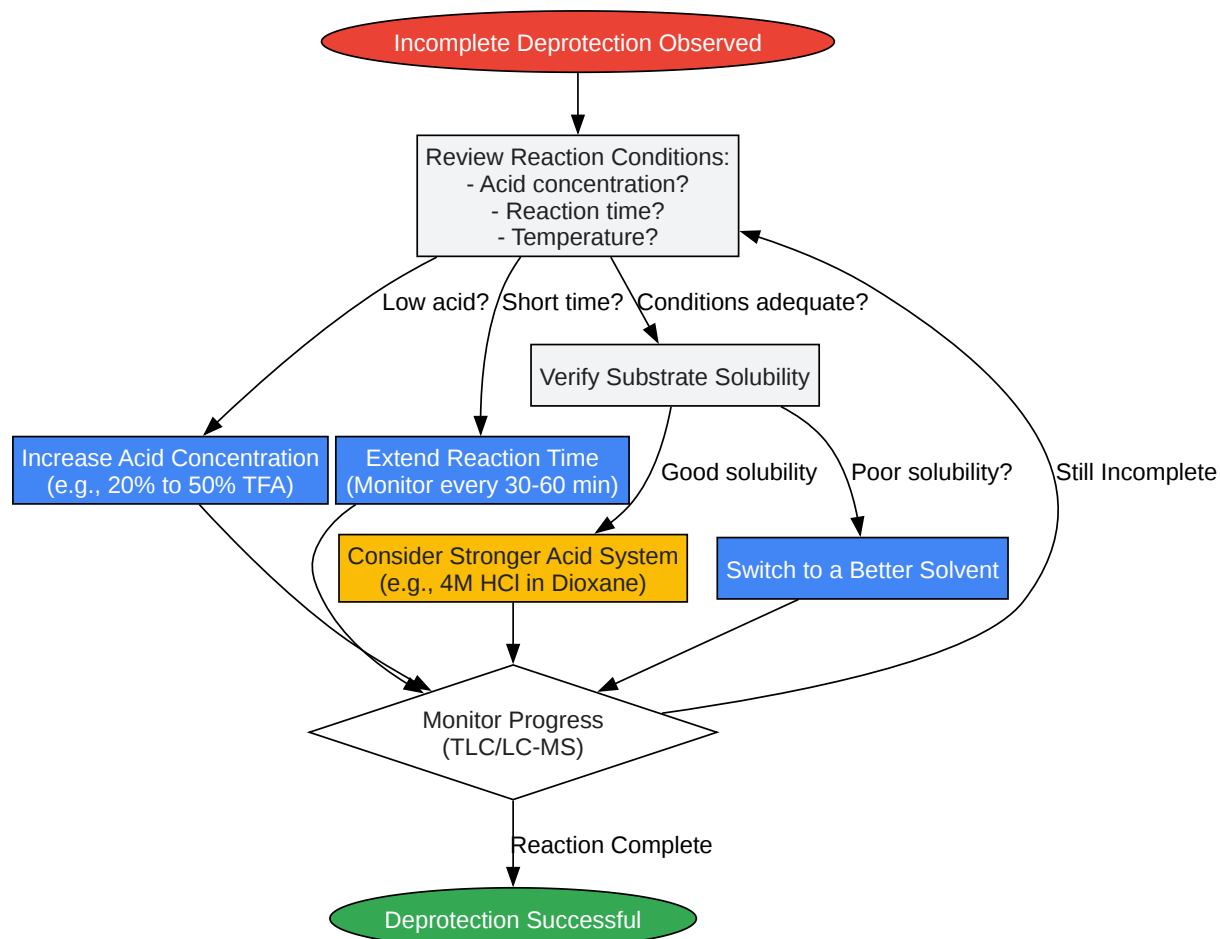 Incomplete Deprotection Observed
Review Reaction Conditions:
- Acid concentration?
- Reaction time?
- Temperature?
Low acid?
Short time?
Conditions adequate?
Verify Substrate Solubility
Increase Acid Concentration
(e.g., 20% to 50% TFA)
Extend Reaction Time
(Monitor every 30-60 min)
Good solubility
Poor solubility?
Still Incomplete
Consider Stronger Acid System
(e.g., 4M HCl in Dioxane)
Switch to a Better Solvent
Monitor Progress
(TLC/LC-MS)
Reaction Complete
Deprotection Successful